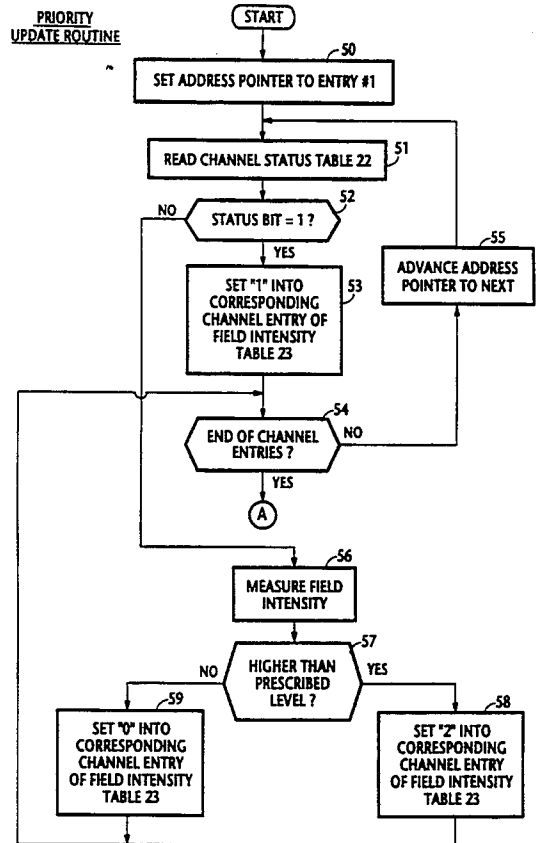 PRIORITY
UPDATE ROUTINE
START
50
SET ADDRESS POINTER TO ENTRY #1
51
READ CHANNEL STATUS TABLE 22
52
STATUS BIT = 1 ?
NO
YES
55
ADVANCE ADDRESS
POINTER TO NEXT
53
SET "1" INTO
CORRESPONDING
CHANNEL ENTRY OF
FIELD INTENSITY
TABLE 23
54
END OF CHANNEL
ENTRIES ?
NO
YES
A
56
MEASURE FIELD
INTENSITY
57
HIGHER THAN
PRESCRIBED
LEVEL ?
NO
YES
59
SET "0" INTO
CORRESPONDING
CHANNEL ENTRY
OF FIELD INTENSITY
TABLE 23
58
SET "2" INTO
CORRESPONDING
CHANNEL ENTRY
OF FIELD INTENSITY
TABLE 23